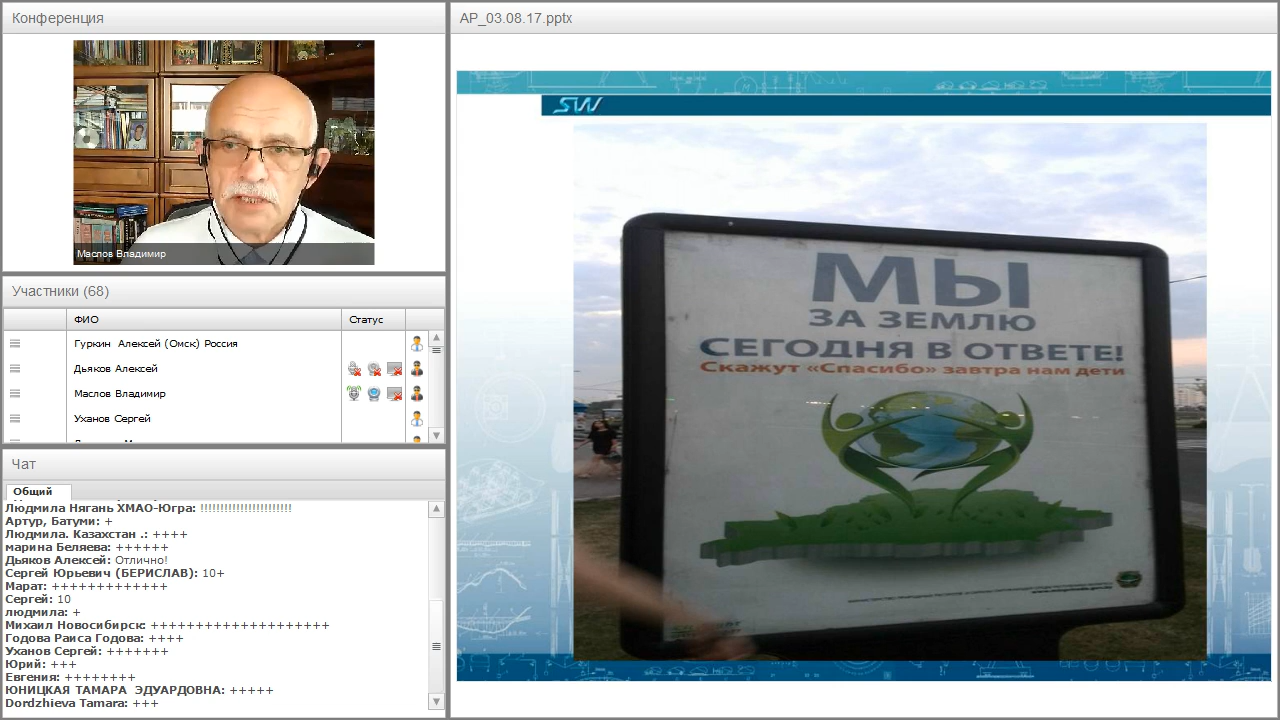 Конференция
Маслов Владимир
Участники (68)
ФИО Статус
Гуркин Алексей (Омск) Россия
Дьяков Алексей
Маслов Владимир
Уханов Сергей
Чат
Общий
Людмила Нягань ХМАО-Югра: !!!!!!!!!!!!!!!!!!!!!!!
Артур, Батуми: +
Людмила. Казахстан .: ++++
марина Беляева: ++++++
Дьяков Алексей: Отлично!
Сергей Юрьевич (БЕРИСЛАВ): 10+
Марат: +++++++++++++
Сергей: 10
людмила: +
Михаил Новосибирск: ++++++++++++++++++++
Годова Раиса Годова: ++++
Уханов Сергей: +++++++
Юрий: +++
Евгения: ++++++++
ЮНИЦКАЯ ТАМАРА ЭДУАРДОВНА: +++++
Dordzhieva Tamara: +++
AP_03.08.17.pptx
SW
МЫ
ЗА ЗЕМЛЮ
СЕГОДНЯ В ОТВЕТЕ!
Скажут «Спасибо» завтра нам дети